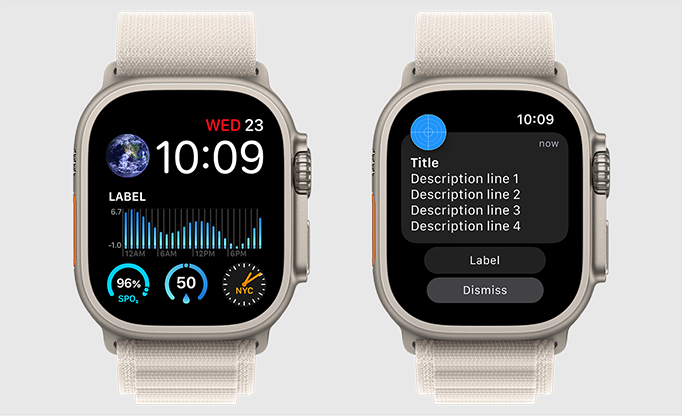 WED 23
10:09
LABEL
6.7
-1.0
12AM 6AM 12PM 6PM
96%
SPO₂
50
NYC
10:09
now
Title
Description line 1
Description line 2
Description line 3
Description line 4
Label
Dismiss